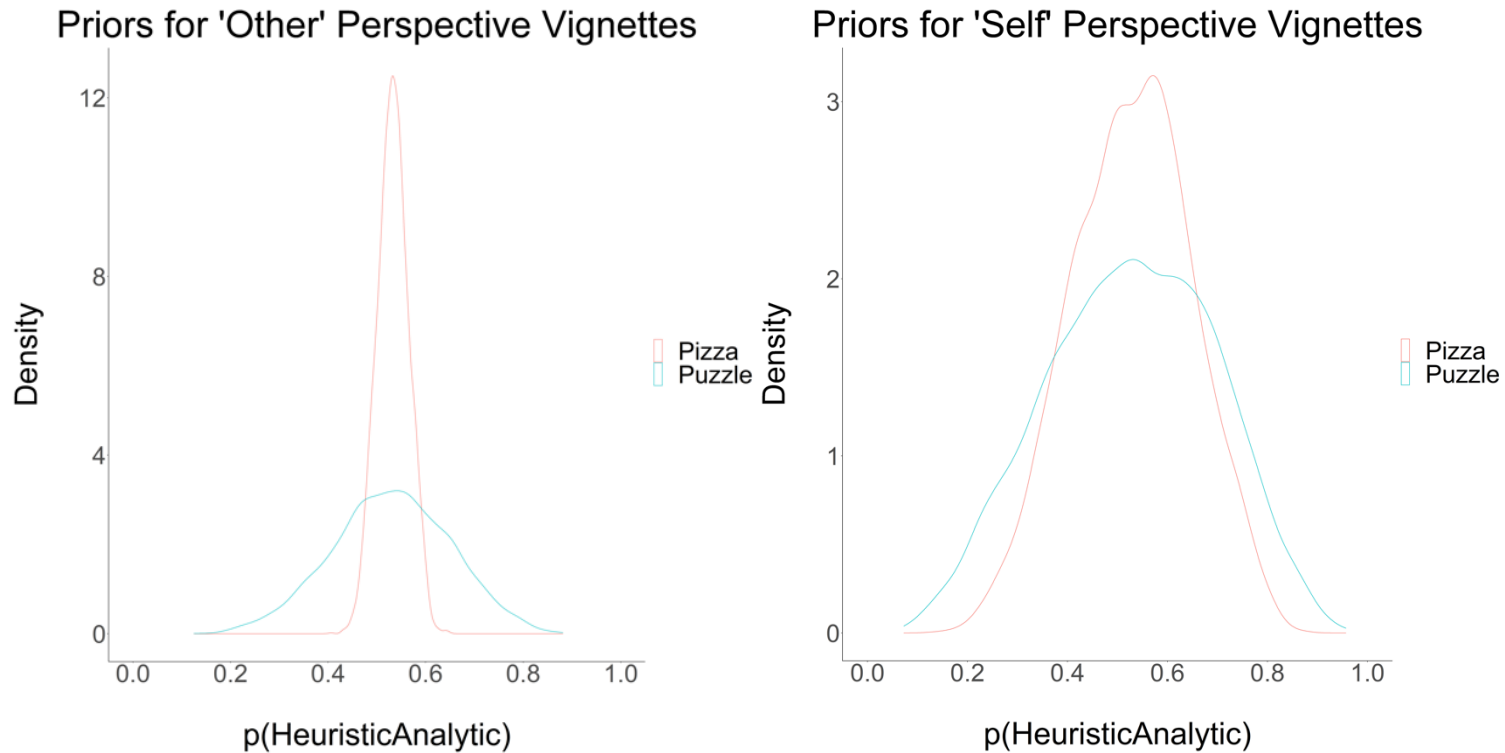 Priors for 'Other' Perspective Vignettes
12
8
4
0
Density
0.0 0.2 0.4 0.6 0.8 1.0
p(HeuristicAnalytic)
Pizza
Puzzle
Priors for 'Self' Perspective Vignettes
3
2
1
0
Density
0.0 0.2 0.4 0.6 0.8 1.0
p(HeuristicAnalytic)
Pizza
Puzzle